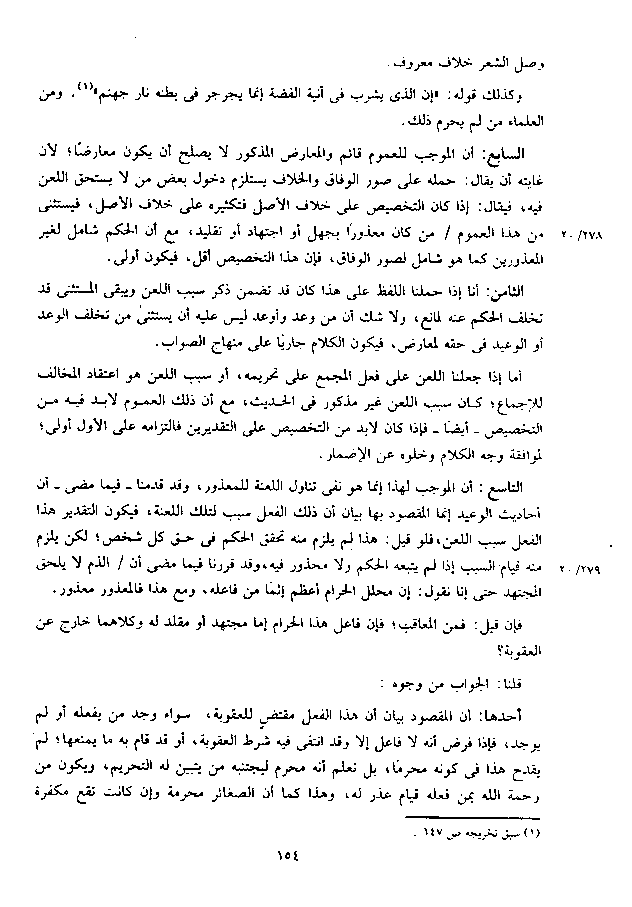 وصل الشعر خلاف معروف.
وكذلك قوله: «إن الذى يشرب فى آنية الفضة إنما يجرجر فى بطنه نار جهنم»(١). ومن
العلماء من لم يحرم ذلك.
السابع: أن الموجب للعموم قائم والمعارض المذكور لا يصلح أن يكون معارضًا؛ لأن
غايته أن يقال: حمله على صور الوفاق والخلاف يستلزم دخول بعض من لا يستحق اللعن
فيه، فيقال: إذا كان التخصيص على خلاف الأصل فتكثيره على خلاف الأصل، فيستثنى
٢٠/٢٧٨ من هذا العموم / من كان معذورًا بجهل أو اجتهاد أو تقليد، مع أن الحكم شامل لغير
المعذورين كما هو شامل لصور الوفاق، فإن هذا التخصيص أقل، فيكون أولى.
الثامن: أنا إذا حملنا اللفظ على هذا كان قد تضمن ذكر سبب اللعن ويبقى المستثنى قد
تخلف الحكم عنه لمانع، ولا شك أن من وعد وأوعد ليس عليه أن يستثنى من تخلف الوعد
أو الوعيد فى حقه لمعارض، فيكون الكلام جاريًا على منهاج الصواب.
أما إذا جعلنا اللعن على فعل المجمع على تحريمه، أو سبب اللعن هو اعتقاد المخالف
للإجماع؛ كان سبب اللعن غير مذكور فى الحديث، مع أن ذلك العموم لابد فيه من
التخصيص ـ أيضًا ـ فإذا كان لابد من التخصيص على التقديرين فالتزامه على الأول أولى؛
لموافقة وجه الكلام وخلوه عن الإضمار.
التاسع: أن الموجب لهذا إنما هو نفى تناول اللعنة للمعذور، وقد قدمنا ـ فيما مضى ـ أن
أحاديث الوعيد إنما المقصود بها بيان أن ذلك الفعل سبب لتلك اللعنة، فيكون التقدير هذا
الفعل سبب اللعن،فلو قيل: هذا لم يلزم منه تحقق الحكم فى حق كل شخص؛ لكن يلزم
٢٠/٢٧٩ منه قيام السبب إذا لم يتبعه الحكم ولا محذور فيه،وقد قررنا فيما مضى أن / الذم لا يلحق
المجتهد حتى إنا نقول: إن محلل الحرام أعظم إثمًا من فاعله، ومع هذا فالمعذور معذور.
فإن قيل: فمن المعاقب؛ فإن فاعل هذا الحرام إما مجتهد أو مقلد له وكلاهما خارج عن
العقوبة؟
قلنا: الجواب من وجوه :
أحدها: أن المقصود بيان أن هذا الفعل مقتضٍ للعقوبة، سواء وجد من يفعله أو لم
يوجد، فإذا فرض أنه لا فاعل إلا وقد انتفى فيه شرط العقوبة، أو قد قام به ما يمنعها؛ لم
يقدح هذا فى كونه محرمًا، بل نعلم أنه محرم ليجتنبه من يتبين له التحريم، ويكون من
رحمة الله بمن فعله قيام عذر له، وهذا كما أن الصغائر محرمة وإن كانت تقع مكفرة
(١) سبق تخريجه ص ١٤٧ .
١٥٤